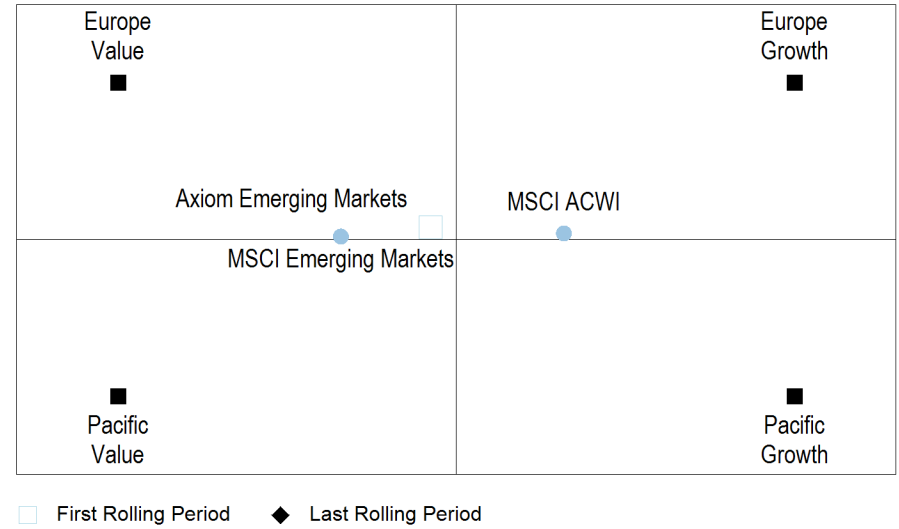 Europe
Value
Europe
Growth
Axiom Emerging Markets
MSCI ACWI
MSCI Emerging Markets
Pacific
Value
Pacific
Growth
First Rolling Period
Last Rolling Period